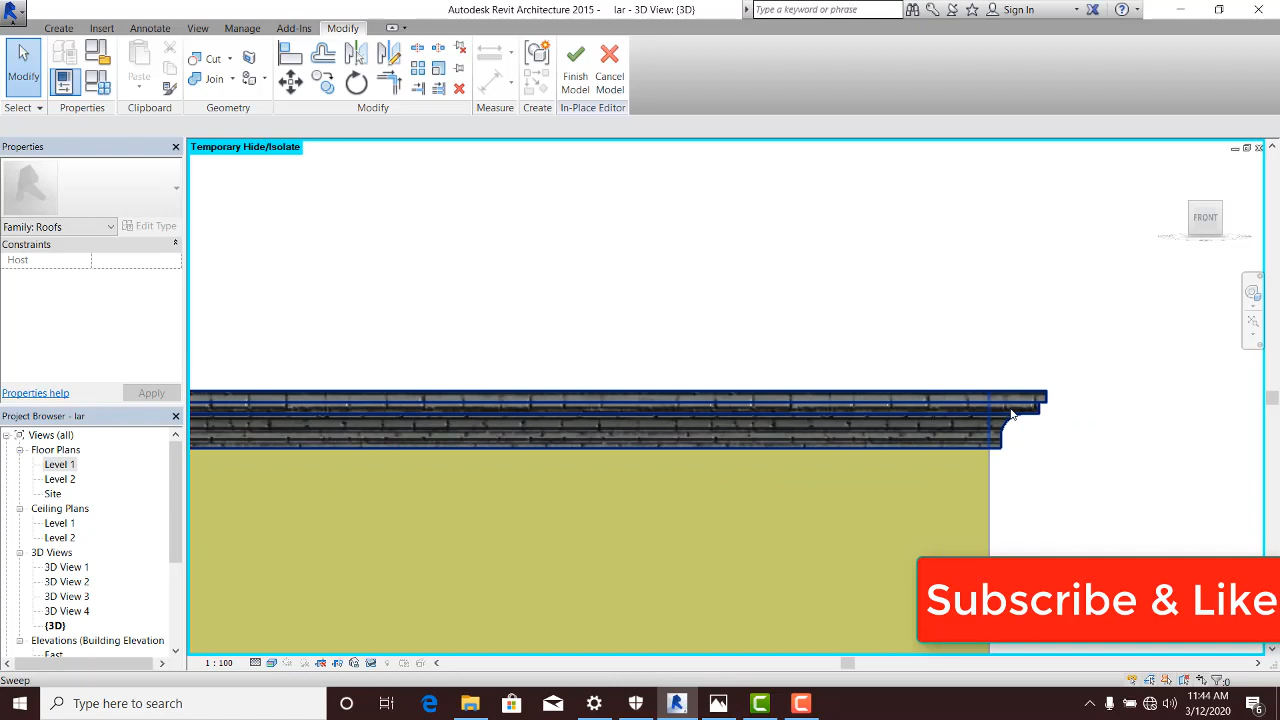 Autodesk Revit Architecture 2015 - lar - 3D View: {3D}
Type a keyword or phrase
Sign In
Create Insert Annotate View Manage Add-Ins Modify
Modify
Paste
Cut
Join
Finish Model
Cancel Model
Select Properties Clipboard Geometry Modify Measure Create In-Place Editor
Properties
Family: Roofs
Edit Type
Constraints
Host
Properties help
Apply
Project Browser - lar
Views (all)
Floor Plans
Level 1
Level 2
Site
Ceiling Plans
Level 1
Level 2
3D Views
3D View 1
3D View 2
3D View 3
3D View 4
{3D}
Elevations (Building Elevation
East
Temporary Hide/Isolate
FRONT
Subscribe & Like
1 : 100
Sweep
:0
Type here to search
11:44 AM
3/12/2020
6